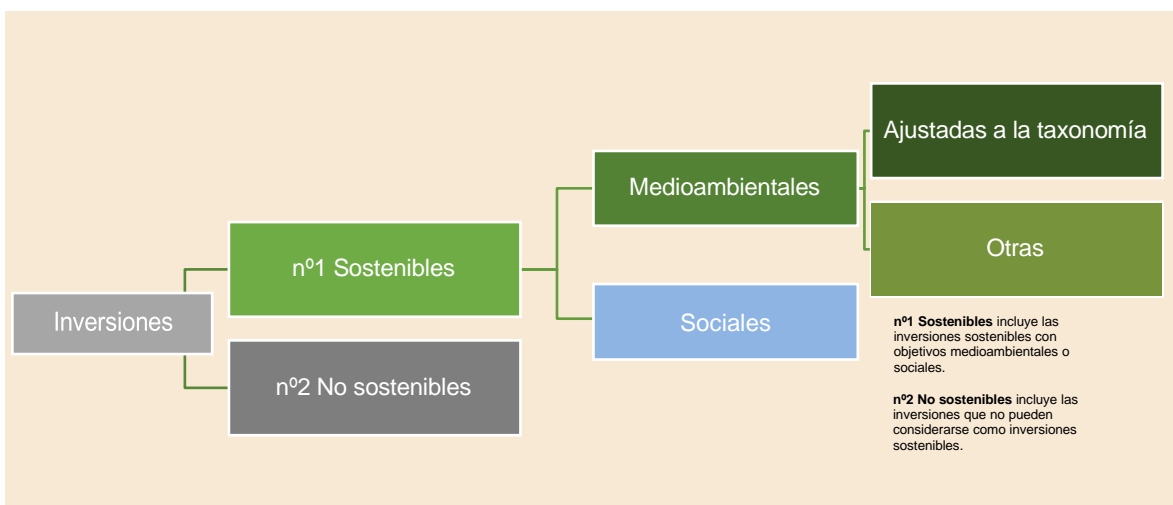 Inversiones
nº1 Sostenibles
nº2 No sostenibles
Medioambientales
Sociales
Ajustadas a la taxonomía
Otras
nº1 Sostenibles incluye las
inversiones sostenibles con
objetivos medioambientales o
sociales.
nº2 No sostenibles incluye las
inversiones que no pueden
considerarse como inversiones
sostenibles.